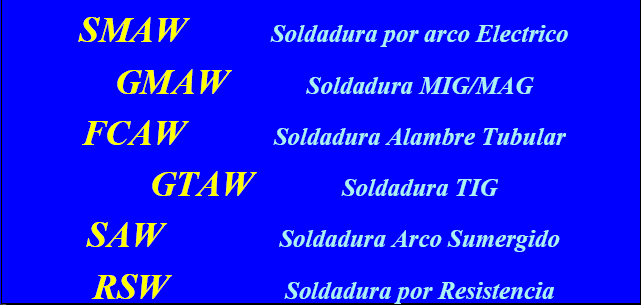 SMAW Soldadura por arco Electrico
GMAW Soldadura MIG/MAG
FCAW Soldadura Alambre Tubular
GTAW Soldadura TIG
SAW Soldadura Arco Sumergido
RSW Soldadura por Resistencia